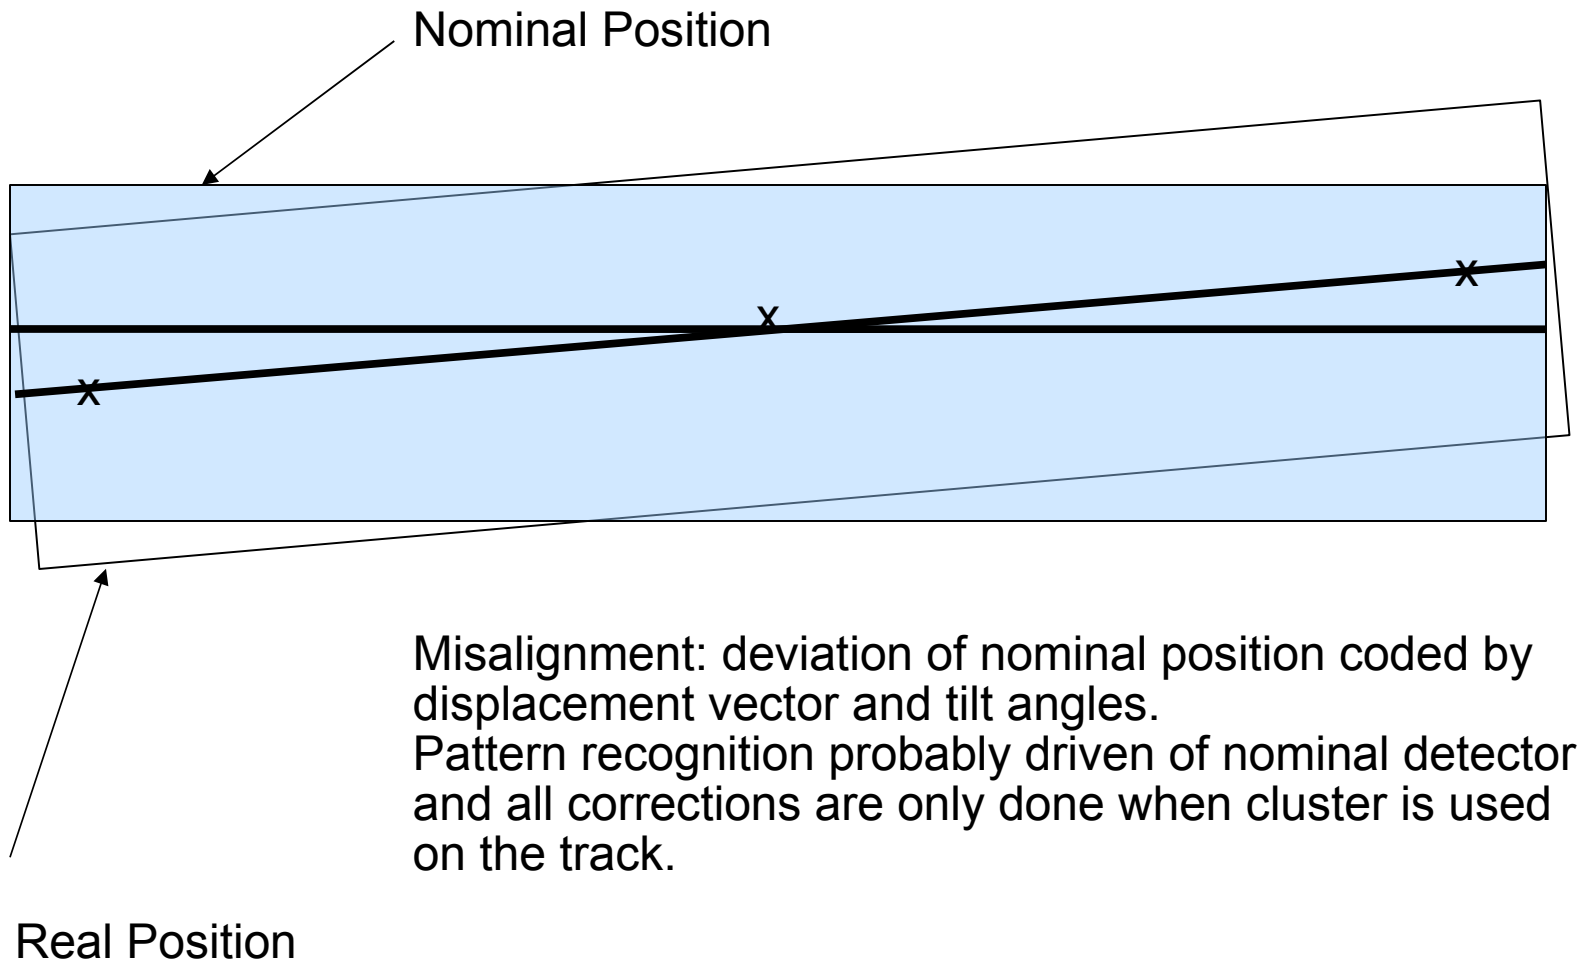 Nominal Position
x
x
x
Misalignment: deviation of nominal position coded by
displacement vector and tilt angles.
Pattern recognition probably driven of nominal detector
and all corrections are only done when cluster is used
on the track.
Real Position